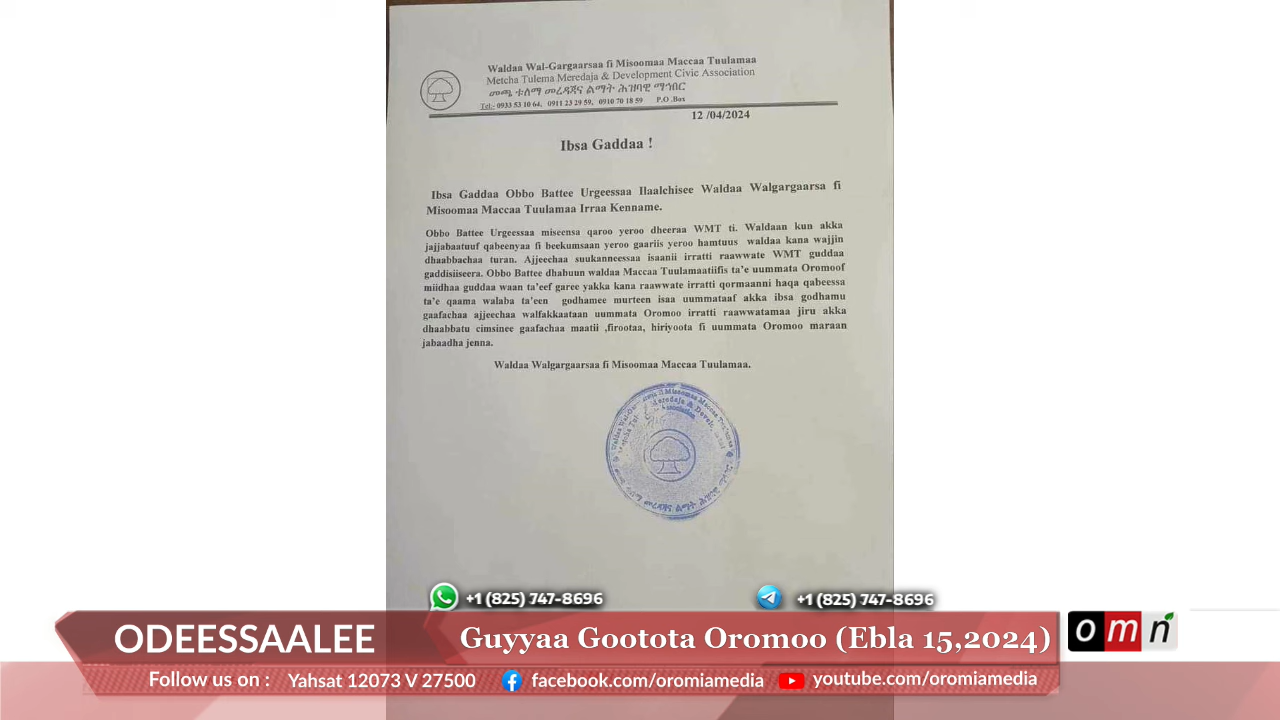 Waldaa Wal-Gargaarsaa fi Misoomaa Maccaa Tuulamaa
Metcha Tulema Meredaja & Development Civic Association
መጫ ቱለማ መረዳጃና ልማት ሕዝባዊ ማኅበር
Tel:- 0933 53 10 64, 0911 23 29 59, 0910 70 18 59 P.O .Box
12 /04/2024
Ibsa Gaddaa !
Ibsa Gaddaa Obbo Battee Urgeessaa Ilaalchisee Waldaa Walgargaarsa fi
Misoomaa Maccaa Tuulamaa Irraa Kenname.
Obbo Battee Urgeessaa miseensa qaroo yeroo dheeraa WMT ti. Waldaan kun akka
jajjabaatuuf qabeenyaa fi beekumsaan yeroo gaariis yeroo hamtuus waldaa kana wajjin
dhaabbachaa turan. Ajjeechaa suukanneessaa isaanii irratti raawwate WMT guddaa
gaddisiiseera. Obbo Battee dhabuun waldaa Maccaa Tuulamaatiifis ta'e uummata Oromoof
miidhaa guddaa waan ta'eef garee yakka kana raawwate irratti qormaanni haqa qabeessa
ta'e qaama walaba ta'een godhamee murteen isaa uummataaf akka ibsa godhamu
gaafachaa ajjeechaa walfakkaataan uummata Oromoo irratti raawwatamaa jiru akka
dhaabbatu cimsinee gaafachaa maatii ,firootaa, hiriyoota fi uummata Oromoo maraan
jabaadha jenna.
Waldaa Walgargaarsaa fi Misoomaa Maccaa Tuulamaa.
+1 (825) 747-8696
+1 (825) 747-8696
ODEESSAALEE
Guyyaa Gootota Oromoo (Ebla 15,2024)
omn
Follow us on : Yahsat 12073 V 27500 facebook.com/oromiamedia youtube.com/oromiamedia